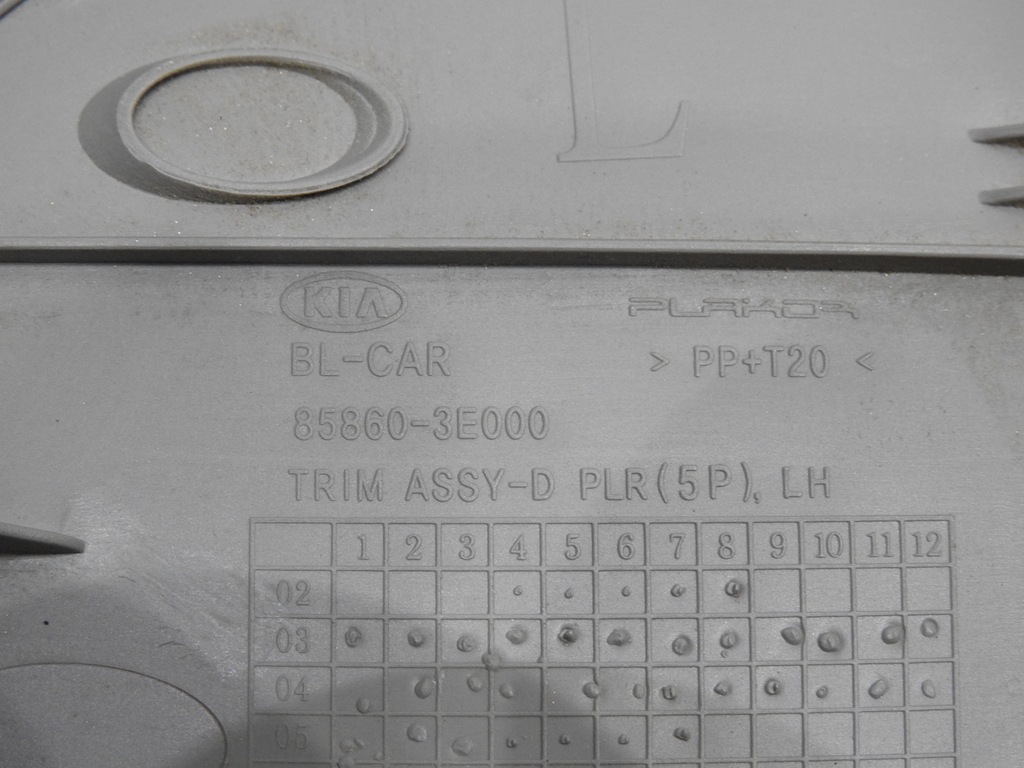 L
KIA PLAKOR
BL-CAR > PP+T20 <
85860-3E000
TRIM ASSY-D PLR(5P), LH
1 2 3 4 5 6 7 8 9 10 11 12
02
03
04
05